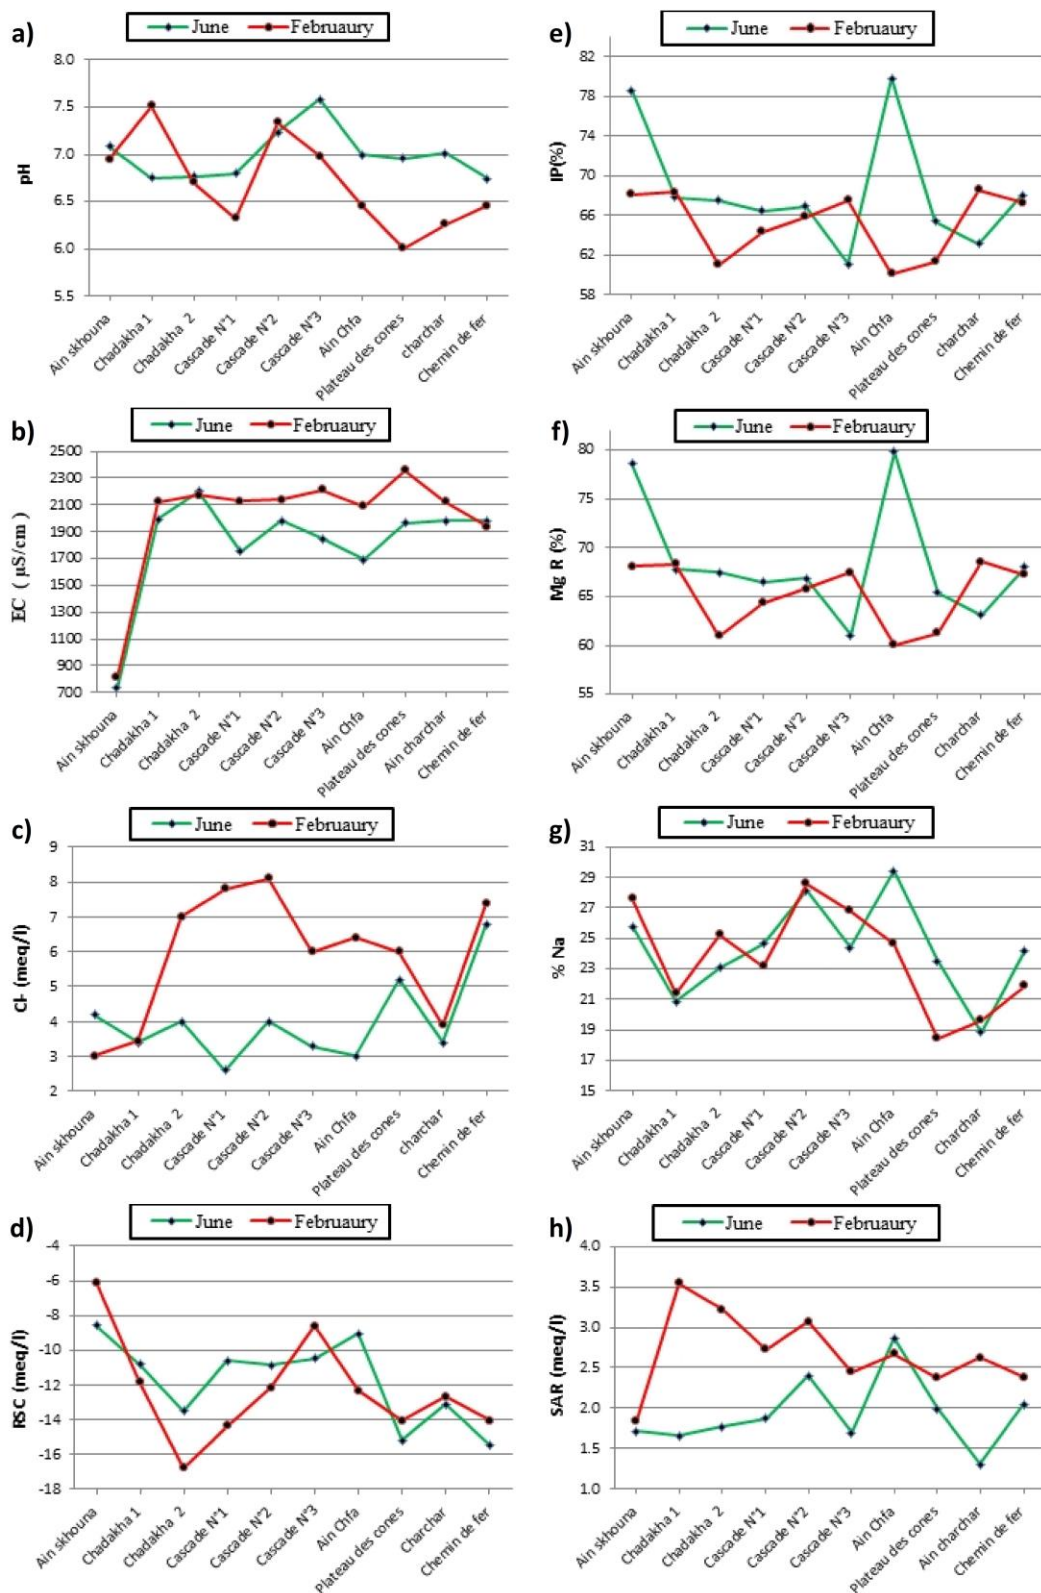 a)
June Februaury
pH
8.0
7.5
7.0
6.5
6.0
5.5
Ain skhouna
Chadakha 1
Chadakha 2
Cascade N°1
Cascade N°2
Cascade N°3
Ain Chfa
Plateau des cones
charchar
Chemin de fer
b)
June Februaury
EC ( µS/cm)
2500
2300
2100
1900
1700
1500
1300
1100
900
700
Ain skhouna
Chadakha 1
Chadakha 2
Cascade N°1
Cascade N°2
Cascade N°3
Ain Chfa
Plateau des cones
Ain charchar
Chemin de fer
c)
June Februaury
Cl- (meq/l)
9
8
7
6
5
4
3
2
Ain skhouna
Chadakha 1
Chadakha 2
Cascade N°1
Cascade N°2
Cascade N°3
Ain Chfa
Plateau des cones
charchar
Chemin de fer
d)
June Februaury
RSC (meq/l)
-4
-6
-8
-10
-12
-14
-16
-18
Ain skhouna
Chadakha 1
Chadakha 2
Cascade N°1
Cascade N°2
Cascade N°3
Ain Chfa
Plateau des cones
Charchar
Chemin de fer
e)
June Februaury
IP(%)
82
78
74
70
66
62
58
Ain skhouna
Chadakha 1
Chadakha 2
Cascade N°1
Cascade N°2
Cascade N°3
Ain Chfa
Plateau des cones
charchar
Chemin de fer
f)
June Februaury
Mg R (%)
80
75
70
65
60
55
Ain skhouna
Chadakha 1
Chadakha 2
Cascade N°1
Cascade N°2
Cascade N°3
Ain Chfa
Plateau des cones
Charchar
Chemin de fer
g)
June Februaury
% Na
31
29
27
25
23
21
19
17
15
Ain skhouna
Chadakha 1
Chadakha 2
Cascade N°1
Cascade N°2
Cascade N°3
Ain Chfa
Plateau des cones
Charchar
Chemin de fer
h)
June Februaury
SAR (meq/l)
4.0
3.5
3.0
2.5
2.0
1.5
1.0
Ain skhouna
Chadakha 1
Chadakha 2
Cascade N°1
Cascade N°2
Cascade N°3
Ain Chfa
Plateau des cones
Ain charchar
Chemin de fer